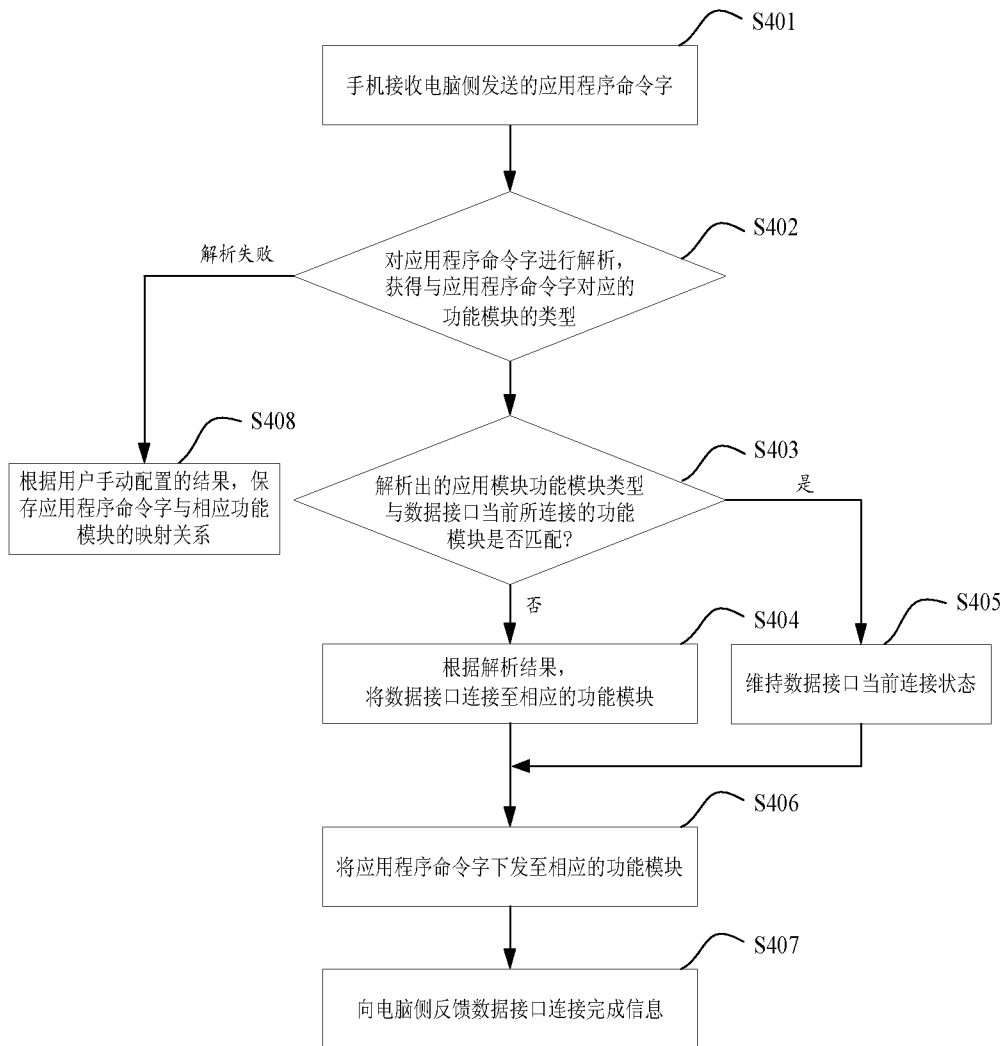 S401
手机接收电脑侧发送的应用程序命令字
S402
解析失败
对应用程序命令字进行解析,
获得与应用程序命令字对应的
功能模块的类型
S408
根据用户手动配置的结果，保
存应用程序命令字与相应功能
模块的映射关系
S403
解析出的应用模块功能模块类型
与数据接口当前所连接的功能
模块是否匹配?
是
否
S404
根据解析结果，
将数据接口连接至相应的功能模块
S405
维持数据接口当前连接状态
S406
将应用程序命令字下发至相应的功能模块
S407
向电脑侧反馈数据接口连接完成信息